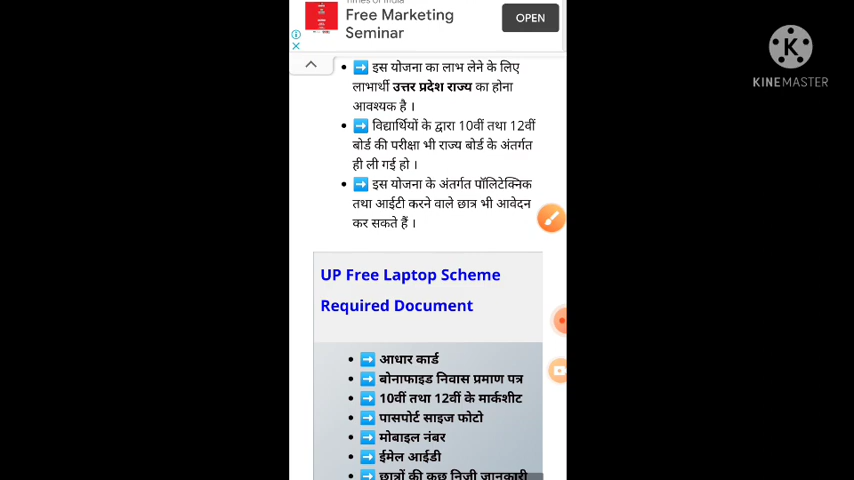 Times of India
Free Marketing
Seminar
OPEN
K
KINEMASTER
इस योजना का लाभ लेने के लिए
लाभार्थी उत्तर प्रदेश राज्य का होना
आवश्यक है ।
विद्यार्थियों के द्वारा 10वीं तथा 12वीं
बोर्ड की परीक्षा भी राज्य बोर्ड के अंतर्गत
ही ली गई हो ।
इस योजना के अंतर्गत पॉलिटेक्निक
तथा आईटी करने वाले छात्र भी आवेदन
कर सकते हैं ।
UP Free Laptop Scheme
Required Document
आधार कार्ड
बोनाफाइड निवास प्रमाण पत्र
10वीं तथा 12वीं के मार्कशीट
पासपोर्ट साइज फोटो
मोबाइल नंबर
ईमेल आईडी
छात्रों की कुछ निजी जानकारी